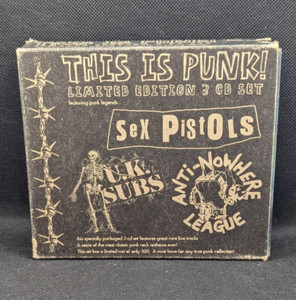 THIS IS PUNK!
LIMITED EDITION 3 CD SET
featuring punk legends
SEX PISTOLS
U.K.
SUBS
ANTI-NOWHERE
LEAGUE
this specially packaged 3 cd set features great rare live tracks
& some of the most classic punk rock anthems ever!
This set has a limited run of only 500. A must have for any true punk collection!